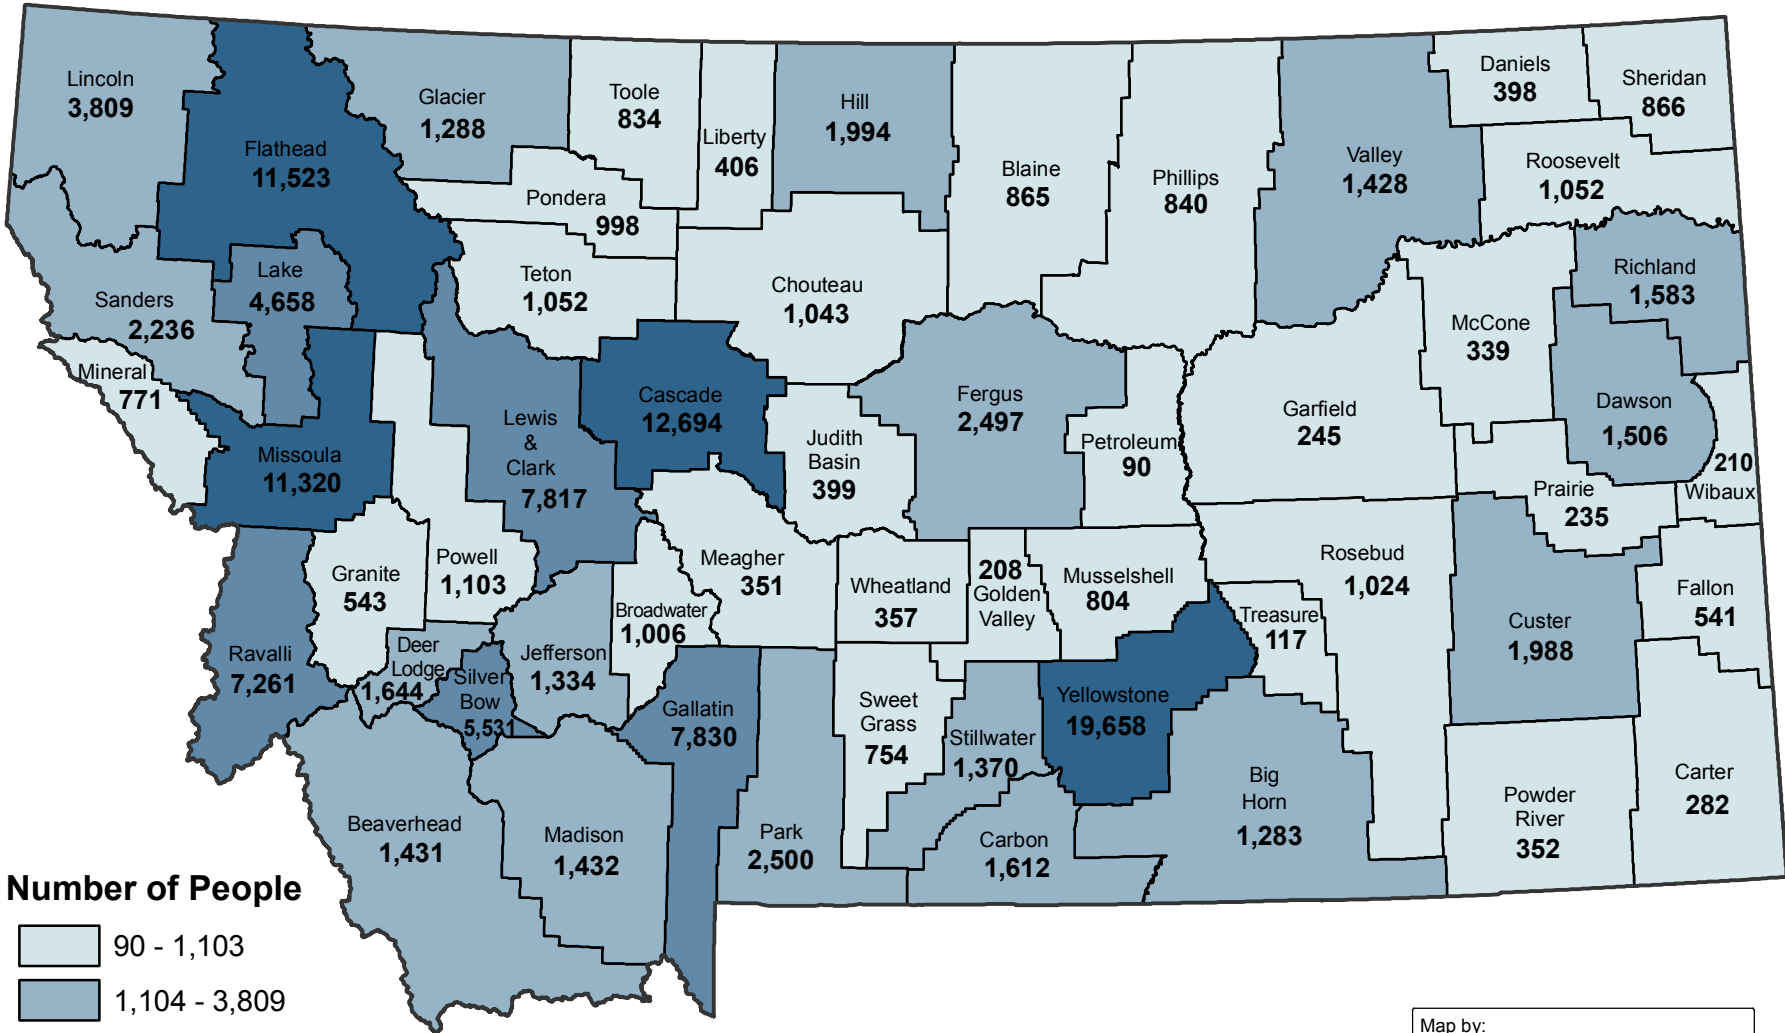 Lincoln
3,809
Flathead
11,523
Glacier
1,288
Toole
834
Liberty
406
Hill
1,994
Blaine
865
Phillips
840
Valley
1,428
Daniels
398
Sheridan
866
Roosevelt
1,052
Pondera
998
Teton
1,052
Chouteau
1,043
Sanders
2,236
Lake
4,658
Richland
1,583
McCone
339
Mineral
771
Missoula
11,320
Lewis
&
Clark
7,817
Cascade
12,694
Judith
Basin
399
Fergus
2,497
Petroleum
90
Garfield
245
Dawson
1,506
210
Wibaux
Prairie
235
Granite
543
Powell
1,103
Meagher
351
Wheatland
357
208
Golden
Valley
Musselshell
804
Rosebud
1,024
Treasure
117
Custer
1,988
Fallon
541
Broadwater
1,006
Ravalli
7,261
Deer
Lodge
1,644
Silver
Bow
5,531
Jefferson
1,334
Gallatin
7,830
Sweet
Grass
754
Stillwater
1,370
Yellowstone
19,658
Big
Horn
1,283
Powder
River
352
Carter
282
Beaverhead
1,431
Madison
1,432
Park
2,500
Carbon
1,612
Number of People
90 - 1,103
1,104 - 3,809
Map by: